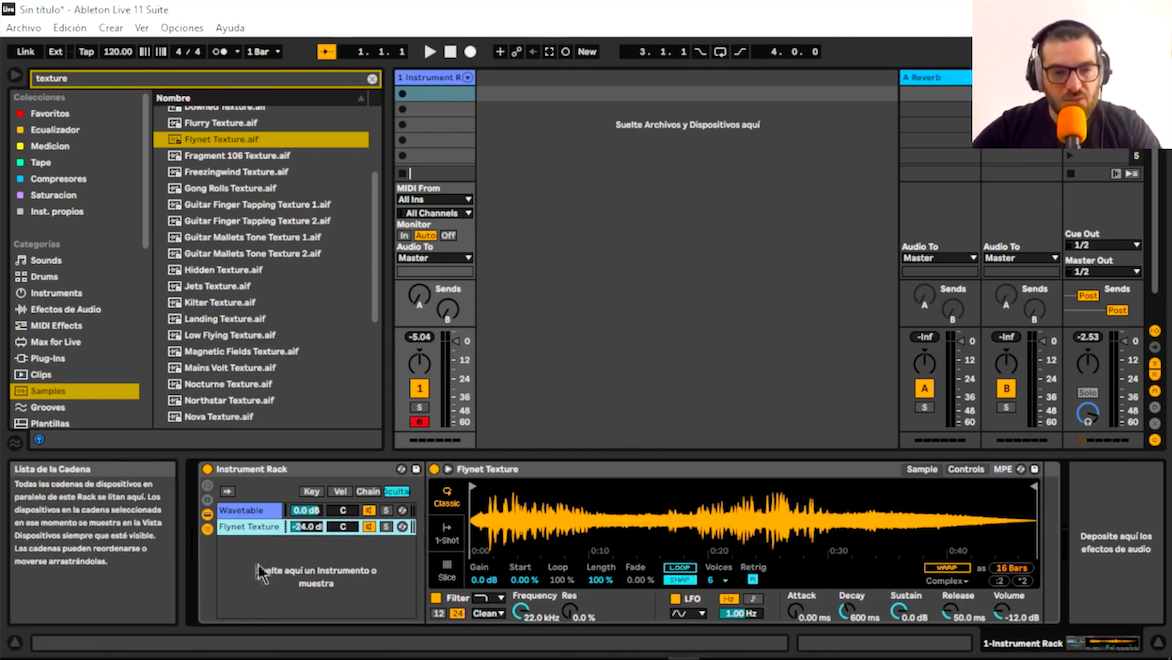 Live Sin título* - Ableton Live 11 Suite
Archivo Edición Crear Ver Opciones Ayuda
Link Ext Tap 120.00 4 / 4 1 Bar 1. 1. 1 New 3. 1. 1 4. 0. 0
texture
Colecciones
Favoritos
Ecualizador
Medicion
Tape
Compresores
Saturacion
Inst. propios
Categorías
Sounds
Drums
Instruments
Efectos de Audio
MIDI Effects
Max for Live
Plug-Ins
Clips
Samples
Grooves
Plantillas
Nombre
Downed Texture.aif
Flurry Texture.aif
Flynet Texture.aif
Fragment 106 Texture.aif
Freezingwind Texture.aif
Gong Rolls Texture.aif
Guitar Finger Tapping Texture 1.aif
Guitar Finger Tapping Texture 2.aif
Guitar Mallets Tone Texture 1.aif
Guitar Mallets Tone Texture 2.aif
Hidden Texture.aif
Jets Texture.aif
Kilter Texture.aif
Landing Texture.aif
Low Flying Texture.aif
Magnetic Fields Texture.aif
Mains Volt Texture.aif
Nocturne Texture.aif
Northstar Texture.aif
Nova Texture.aif
1 Instrument R
MIDI From
All Ins
All Channels
Monitor
In Auto Off
Audio To
Master
Sends
A
B
-5.04
0
12
24
36
48
60
1
S
Suelte Archivos y Dispositivos aquí
A Reverb
Audio To
Master
Sends
A
B
-Inf
0
12
24
36
48
60
A
S
Audio To
Master
Sends
A
B
-Inf
0
12
24
36
48
60
B
S
5
Cue Out
1/2
Master Out
1/2
Sends
Post
Post
-2.53
0
12
24
36
48
60
Solo
Lista de la Cadena
Todas las cadenas de dispositivos en
paralelo de este Rack se litan aquí. Los
dispositivos en la cadena seleccionada
en ese momento se muestra en la Vista
Dispositivos siempre que esté visible.
Las cadenas pueden reordenarse o
moverse arrastrándolas.
Instrument Rack
Key Vel Chain Oculta
Wavetable 0.0 dB C S
Flynet Texture -24.0 dB C S
uelte aquí un Instrumento o
muestra
Flynet Texture Sample Controls MPE
Classic
1-Shot
Slice
0:00 0:10 0:20 0:30 0:40
Gain Start Loop Length Fade LOOP Voices Retrig WARP as 16 Bars
0.0 dB 0.00 % 100 % 100 % 0.00 % SNAP 6 R Complex :2 *2
Filter Frequency Res LFO Hz Attack Decay Sustain Release Volume
12 24 Clean 22.0 kHz 0.0 % 1.00 Hz 0.00 ms 600 ms 0.0 dB 50.0 ms -12.0 dB
Deposite aquí los
efectos de audio
1-Instrument Rack